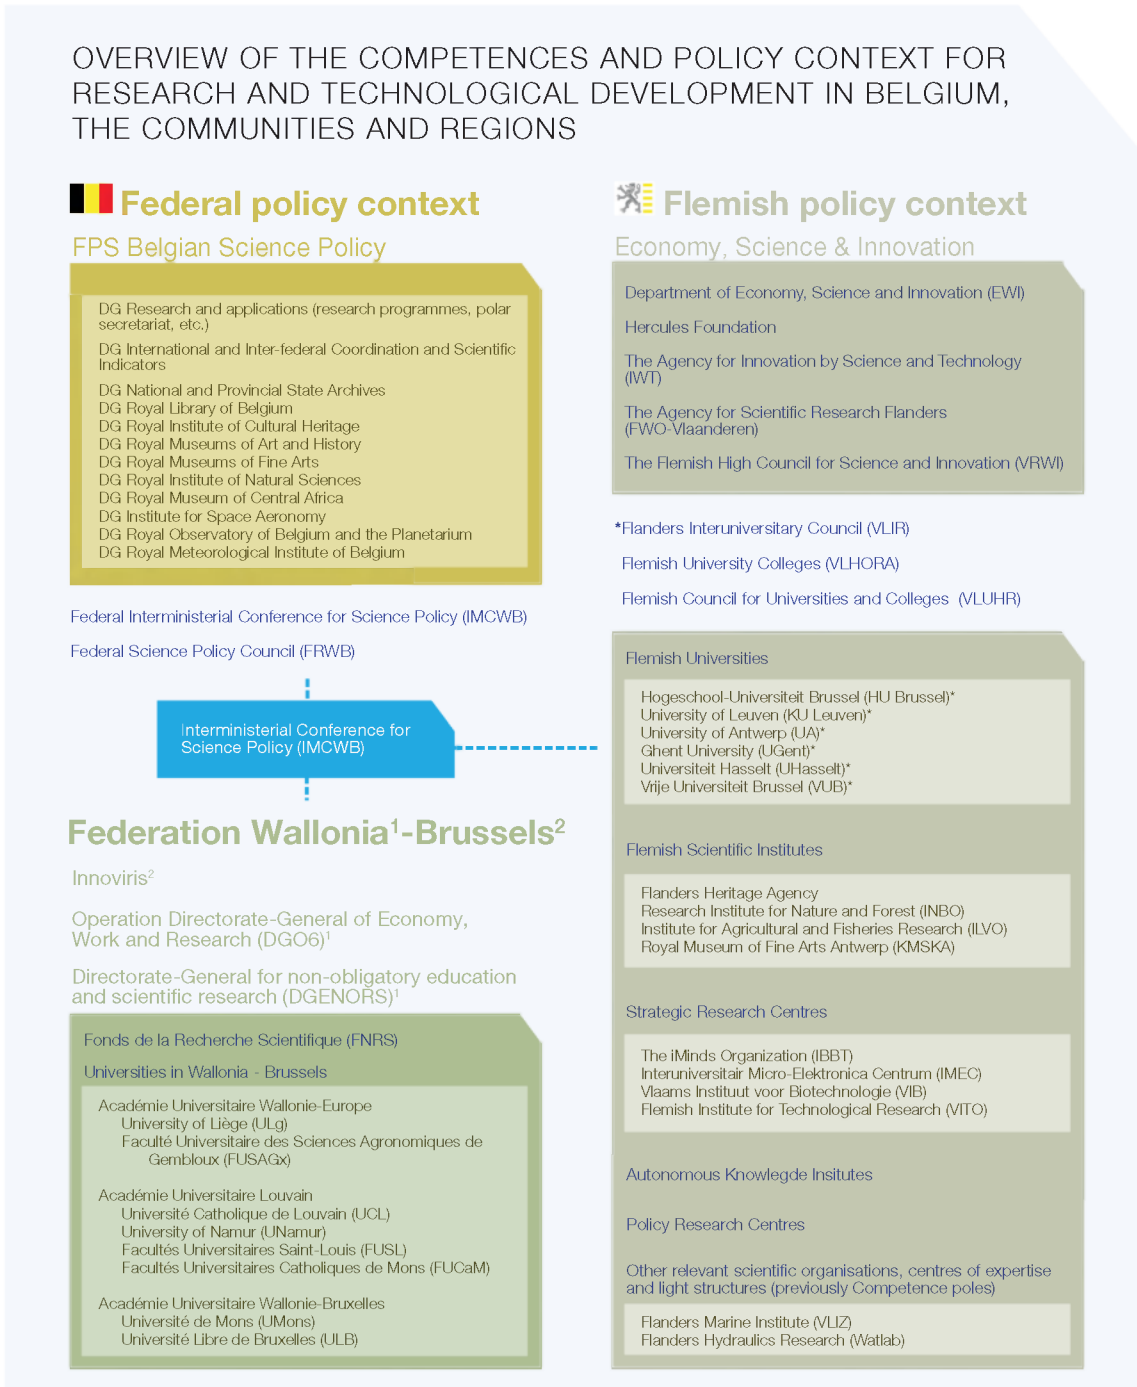 OVERVIEW OF THE COMPETENCES AND POLICY CONTEXT FOR
RESEARCH AND TECHNOLOGICAL DEVELOPMENT IN BELGIUM,
THE COMMUNITIES AND REGIONS
Federal policy context
FPS Belgian Science Policy
DG Research and applications (research programmes, polar
secretariat, etc.)
DG International and Inter-federal Coordination and Scientific
Indicators
DG National and Provincial State Archives
DG Royal Library of Belgium
DG Royal Institute of Cultural Heritage
DG Royal Museums of Art and History
DG Royal Museums of Fine Arts
DG Royal Institute of Natural Sciences
DG Royal Museum of Central Africa
DG Institute for Space Aeronomy
DG Royal Observatory of Belgium and the Planetarium
DG Royal Meteorological Institute of Belgium
Federal Interministerial Conference for Science Policy (IMCWB)
Federal Science Policy Council (FRWB)
Interministerial Conference for
Science Policy (IMCWB)
Federation Wallonia¹-Brussels²
Innoviris²
Operation Directorate-General of Economy,
Work and Research (DGO6)¹
Directorate-General for non-obligatory education
and scientific research (DGENORS)¹
Fonds de la Recherche Scientifique (FNRS)
Universities in Wallonia - Brussels
Académie Universitaire Wallonie-Europe
University of Liège (ULg)
Faculté Universitaire des Sciences Agronomiques de
Gembloux (FUSAGx)
Académie Universitaire Louvain
Université Catholique de Louvain (UCL)
University of Namur (UNamur)
Facultés Universitaires Saint-Louis (FUSL)
Facultés Universitaires Catholiques de Mons (FUCaM)
Académie Universitaire Wallonie-Bruxelles
Université de Mons (UMons)
Université Libre de Bruxelles (ULB)
Flemish policy context
Economy, Science & Innovation
Department of Economy, Science and Innovation (EWI)
Hercules Foundation
The Agency for Innovation by Science and Technology
(IWT)
The Agency for Scientific Research Flanders
(FWO-Vlaanderen)
The Flemish High Council for Science and Innovation (VRWI)
*Flanders Interuniversitary Council (VLIR)
Flemish University Colleges (VLHORA)
Flemish Council for Universities and Colleges (VLUHR)
Flemish Universities
Hogeschool-Universiteit Brussel (HU Brussel)*
University of Leuven (KU Leuven)*
University of Antwerp (UA)*
Ghent University (UGent)*
Universiteit Hasselt (UHasselt)*
Vrije Universiteit Brussel (VUB)*
Flemish Scientific Institutes
Flanders Heritage Agency
Research Institute for Nature and Forest (INBO)
Institute for Agricultural and Fisheries Research (ILVO)
Royal Museum of Fine Arts Antwerp (KMSKA)
Strategic Research Centres
The iMinds Organization (IBBT)
Interuniversitair Micro-Elektronica Centrum (IMEC)
Vlaams Instituut voor Biotechnologie (VIB)
Flemish Institute for Technological Research (VITO)
Autonomous Knowlegde Insitutes
Policy Research Centres
Other relevant scientific organisations, centres of expertise
and light structures (previously Competence poles)
Flanders Marine Institute (VLIZ)
Flanders Hydraulics Research (Watlab)